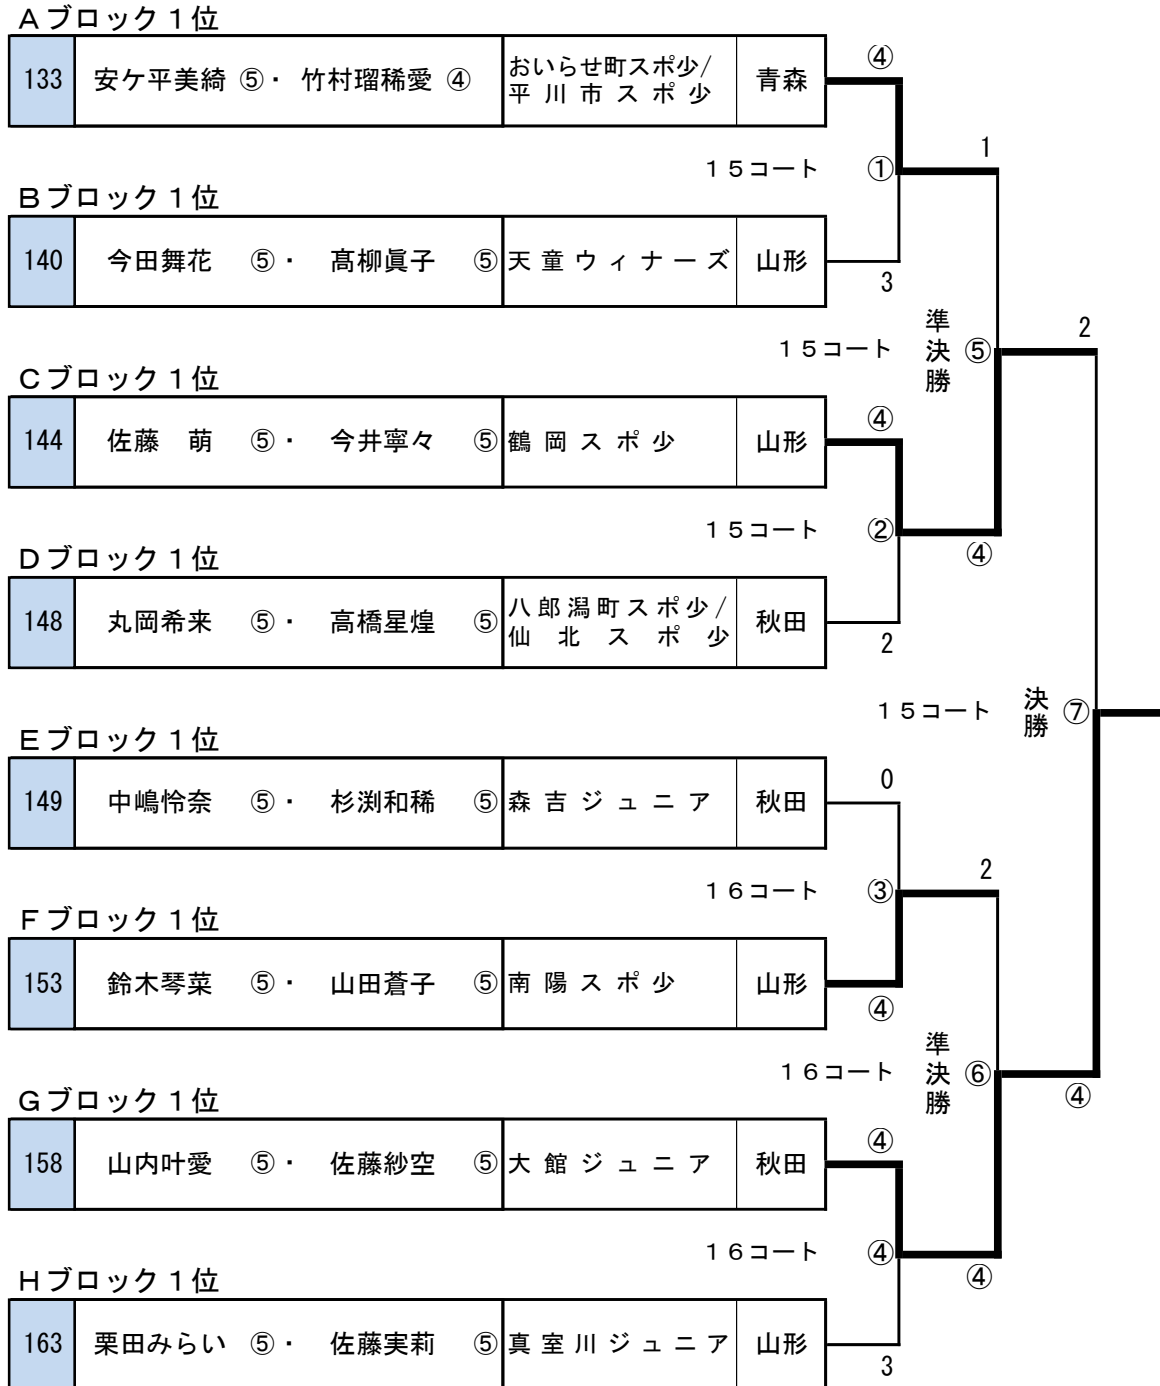 Aブロック1位
133 安ケ平美綺 ⑤・ 竹村瑠稀愛 ④ おいらせ町スポ少/ 青森 ④
平川市スポ少
15コート ① 1
Bブロック1位
140 今田舞花 ⑤・ 髙柳眞子 ⑤ 天童ウィナーズ 山形
3
15コート 準決勝 ⑤ 2
Cブロック1位
144 佐藤 萌 ⑤・ 今井寧々 ⑤ 鶴岡スポ少 山形 ④
15コート ② ④
Dブロック1位
148 丸岡希来 ⑤・ 高橋星煌 ⑤ 八郎潟町スポ少/ 秋田
仙北スポ少
2
15コート 決勝 ⑦
Eブロック1位
149 中嶋怜奈 ⑤・ 杉渕和稀 ⑤ 森吉ジュニア 秋田 0
16コート ③ 2
Fブロック1位
153 鈴木琴菜 ⑤・ 山田蒼子 ⑤ 南陽スポ少 山形
④
16コート 準決勝 ⑥ ④
Gブロック1位
158 山内叶愛 ⑤・ 佐藤紗空 ⑤ 大館ジュニア 秋田 ④
16コート ④ ④
Hブロック1位
163 栗田みらい ⑤・ 佐藤実莉 ⑤ 真室川ジュニア 山形
3